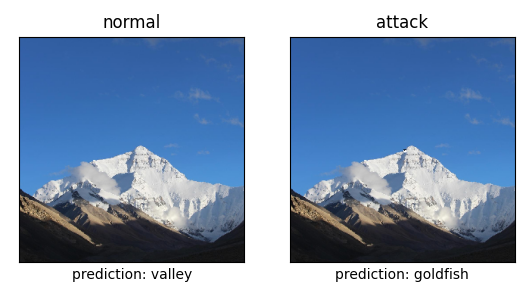 normal
attack
prediction: valley
prediction: goldfish